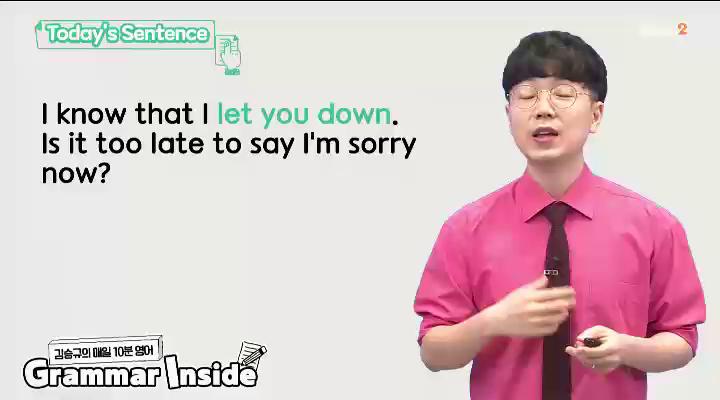 Today's Sentence
I know that I let you down.
Is it too late to say I'm sorry
now?
김승규의 매일 10분 영어
Grammar Inside